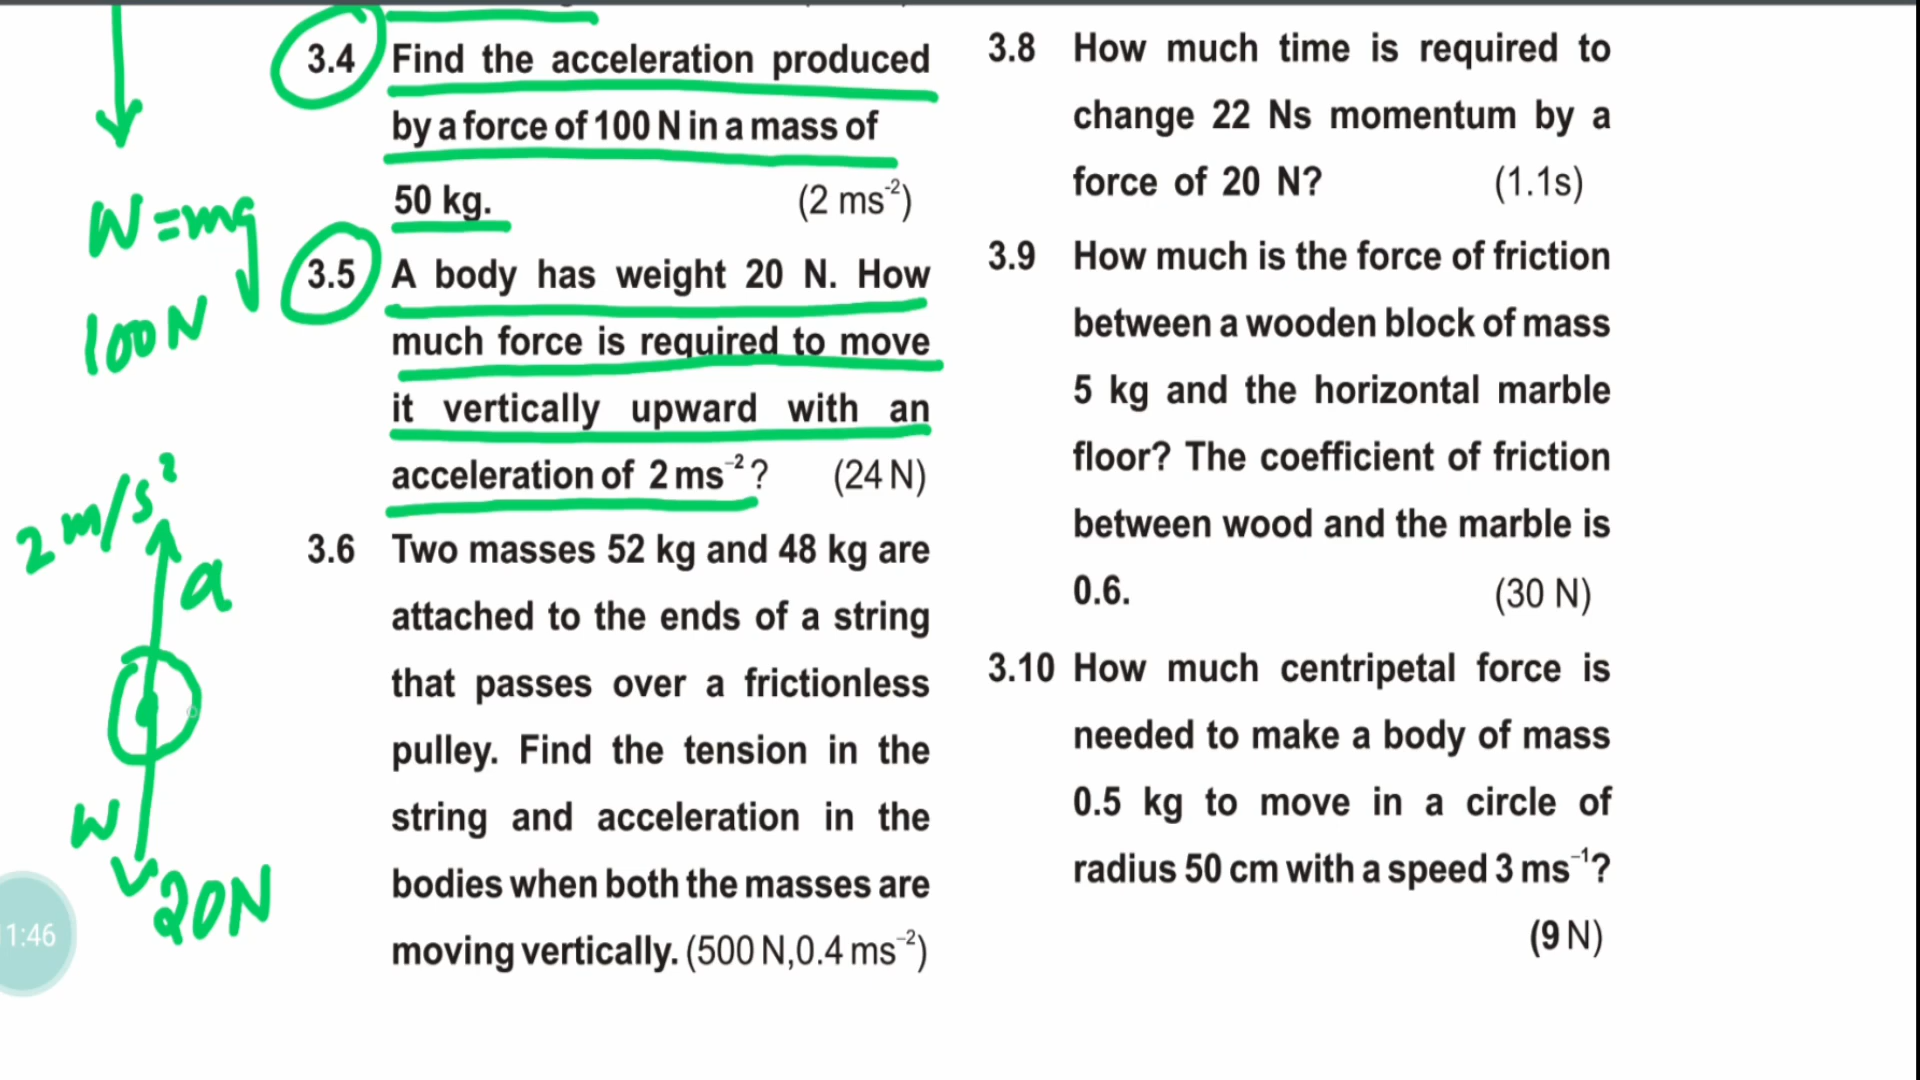 3.4 Find the acceleration produced
by a force of 100 N in a mass of
50 kg. (2 ms⁻²)
3.5 A body has weight 20 N. How
much force is required to move
it vertically upward with an
acceleration of 2 ms⁻²? (24 N)
3.6 Two masses 52 kg and 48 kg are
attached to the ends of a string
that passes over a frictionless
pulley. Find the tension in the
string and acceleration in the
bodies when both the masses are
moving vertically. (500 N,0.4 ms⁻²)
3.8 How much time is required to
change 22 Ns momentum by a
force of 20 N? (1.1s)
3.9 How much is the force of friction
between a wooden block of mass
5 kg and the horizontal marble
floor? The coefficient of friction
between wood and the marble is
0.6. (30 N)
3.10 How much centripetal force is
needed to make a body of mass
0.5 kg to move in a circle of
radius 50 cm with a speed 3 ms⁻¹?
(9 N)
W = mg
100N
2 m/s²
a
W
20N
1:46